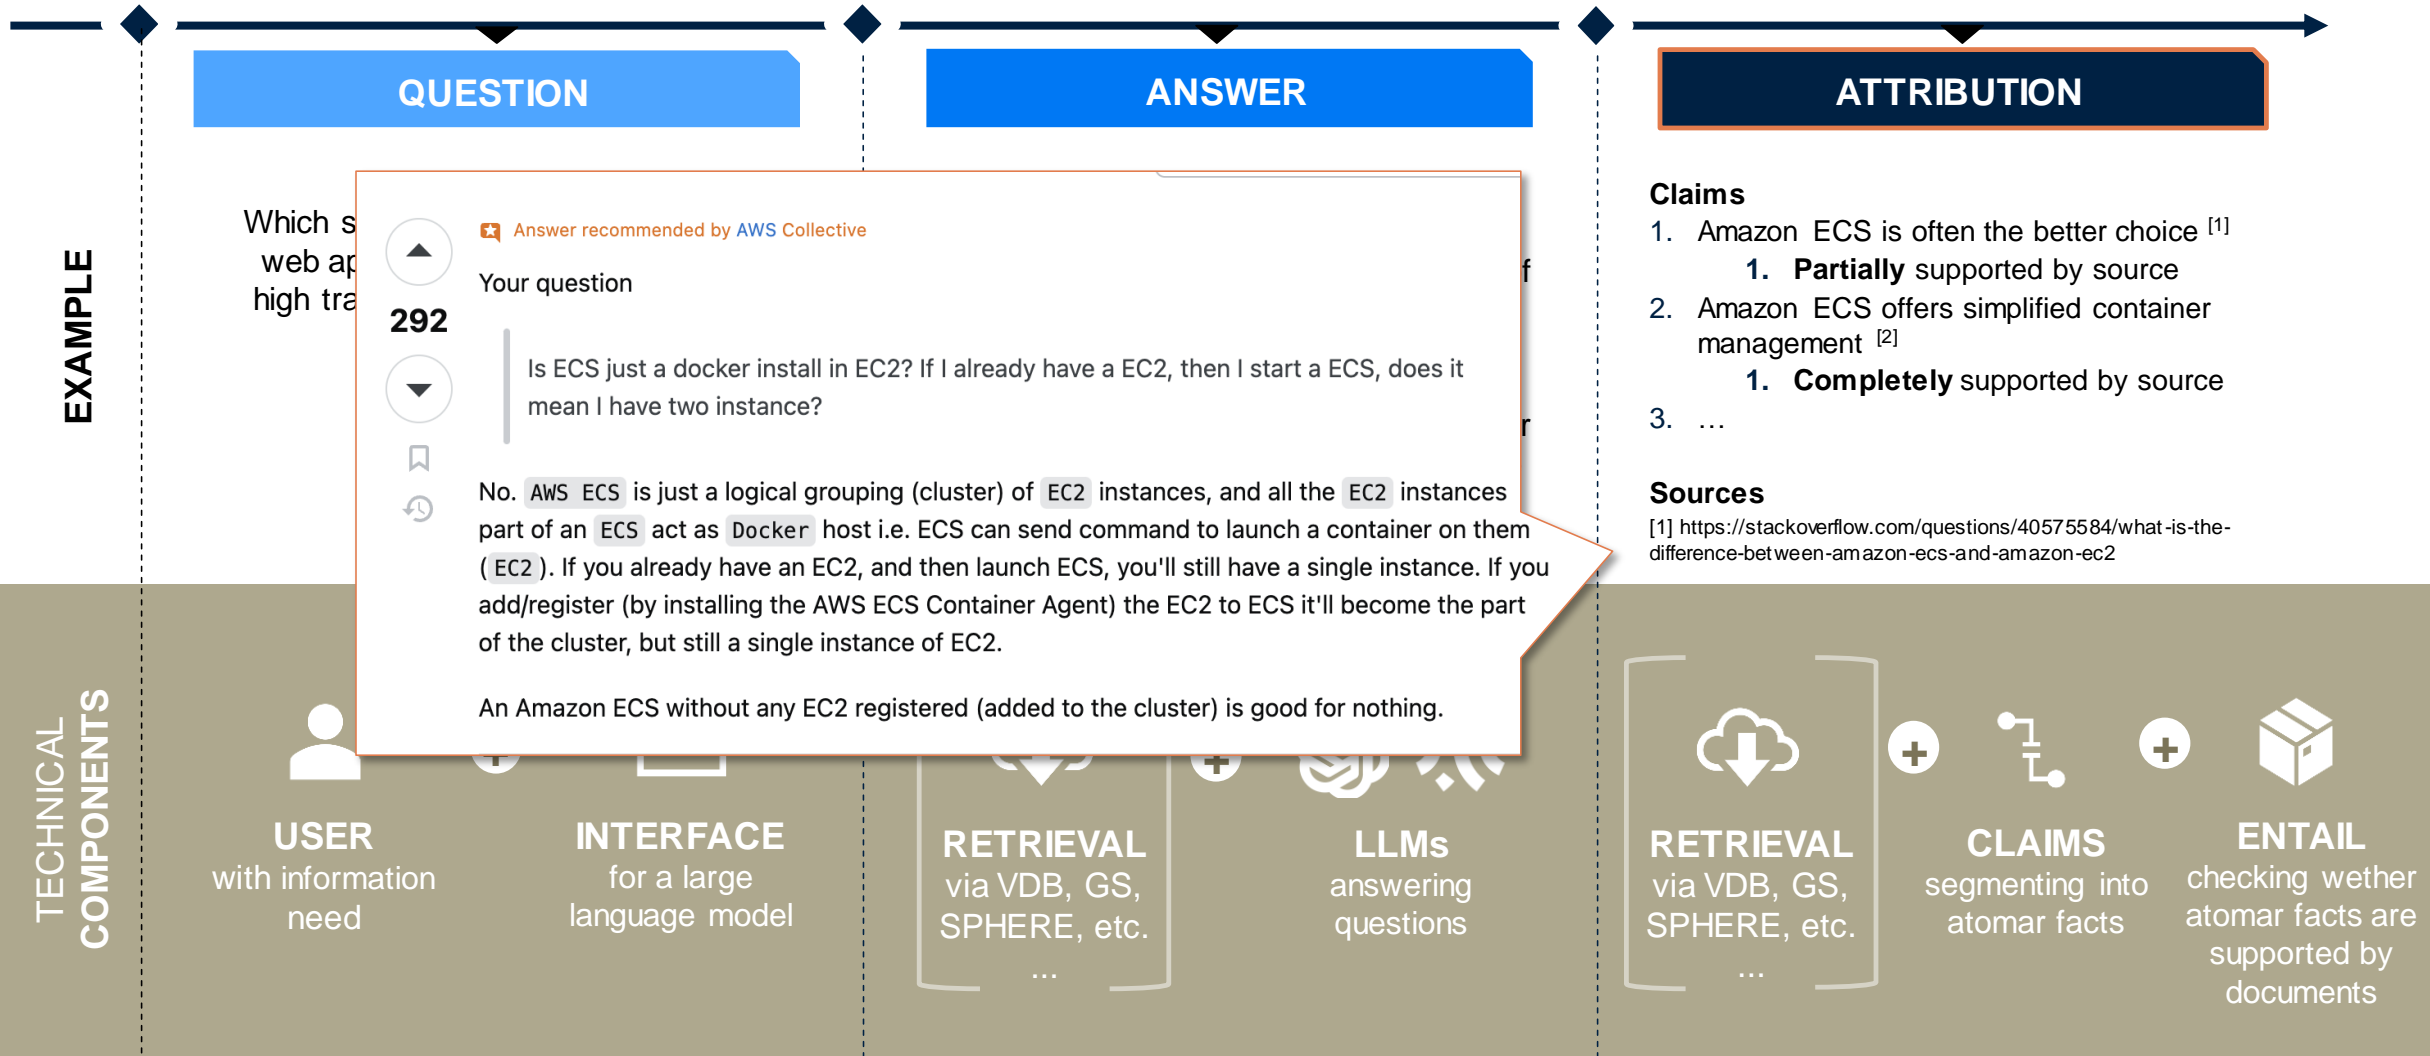 QUESTION
ANSWER
ATTRIBUTION
EXAMPLE
Which
web
high
Answer recommended by AWS Collective
292
Your question
Is ECS just a docker install in EC2? If I already have a EC2, then I start a ECS, does it
mean I have two instance?
No. AWS ECS is just a logical grouping (cluster) of EC2 instances, and all the EC2 instances
part of an ECS act as Docker host i.e. ECS can send command to launch a container on them
(EC2). If you already have an EC2, and then launch ECS, you'll still have a single instance. If you
add/register (by installing the AWS ECS Container Agent) the EC2 to ECS it'll become the part
of the cluster, but still a single instance of EC2.
An Amazon ECS without any EC2 registered (added to the cluster) is good for nothing.
Claims
1. Amazon ECS is often the better choice [1]
1. Partially supported by source
2. Amazon ECS offers simplified container
management [2]
1. Completely supported by source
3. …
Sources
[1] https://stackoverflow.com/questions/40575584/what-is-the-
difference-between-amazon-ecs-and-amazon-ec2
TECHNICAL
COMPONENTS
USER
with information
need
INTERFACE
for a large
language model
RETRIEVAL
via VDB, GS,
SPHERE, etc.
...
LLMs
answering
questions
RETRIEVAL
via VDB, GS,
SPHERE, etc.
...
CLAIMS
segmenting into
atomar facts
ENTAIL
checking wether
atomar facts are
supported by
documents